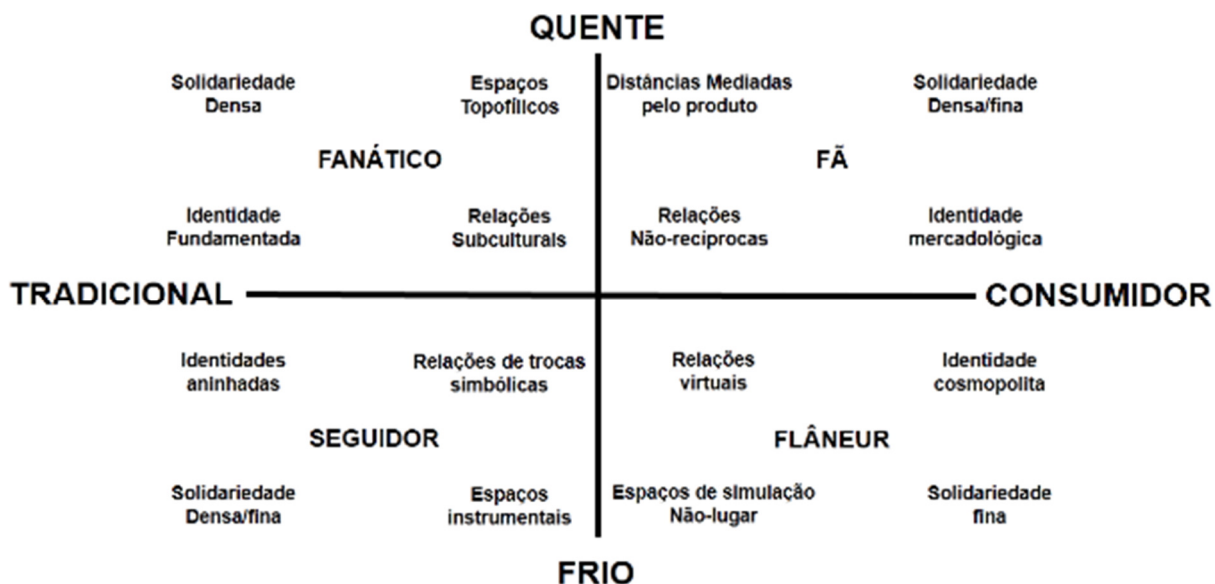 QUENTE
Solidariedade
Densa
Espaços
Topofílicos
Distâncias Mediadas
pelo produto
Solidariedade
Densa/fina
FANÁTICO
FÃ
Identidade
Fundamentada
Relações
Subculturais
Relações
Não-recíprocas
Identidade
mercadológica
TRADICIONAL
CONSUMIDOR
Identidades
aninhadas
Relações de trocas
simbólicas
Relações
virtuais
Identidade
cosmopolita
SEGUIDOR
FLÂNEUR
Solidariedade
Densa/fina
Espaços
instrumentais
Espaços de simulação
Não-lugar
Solidariedade
fina
FRIO